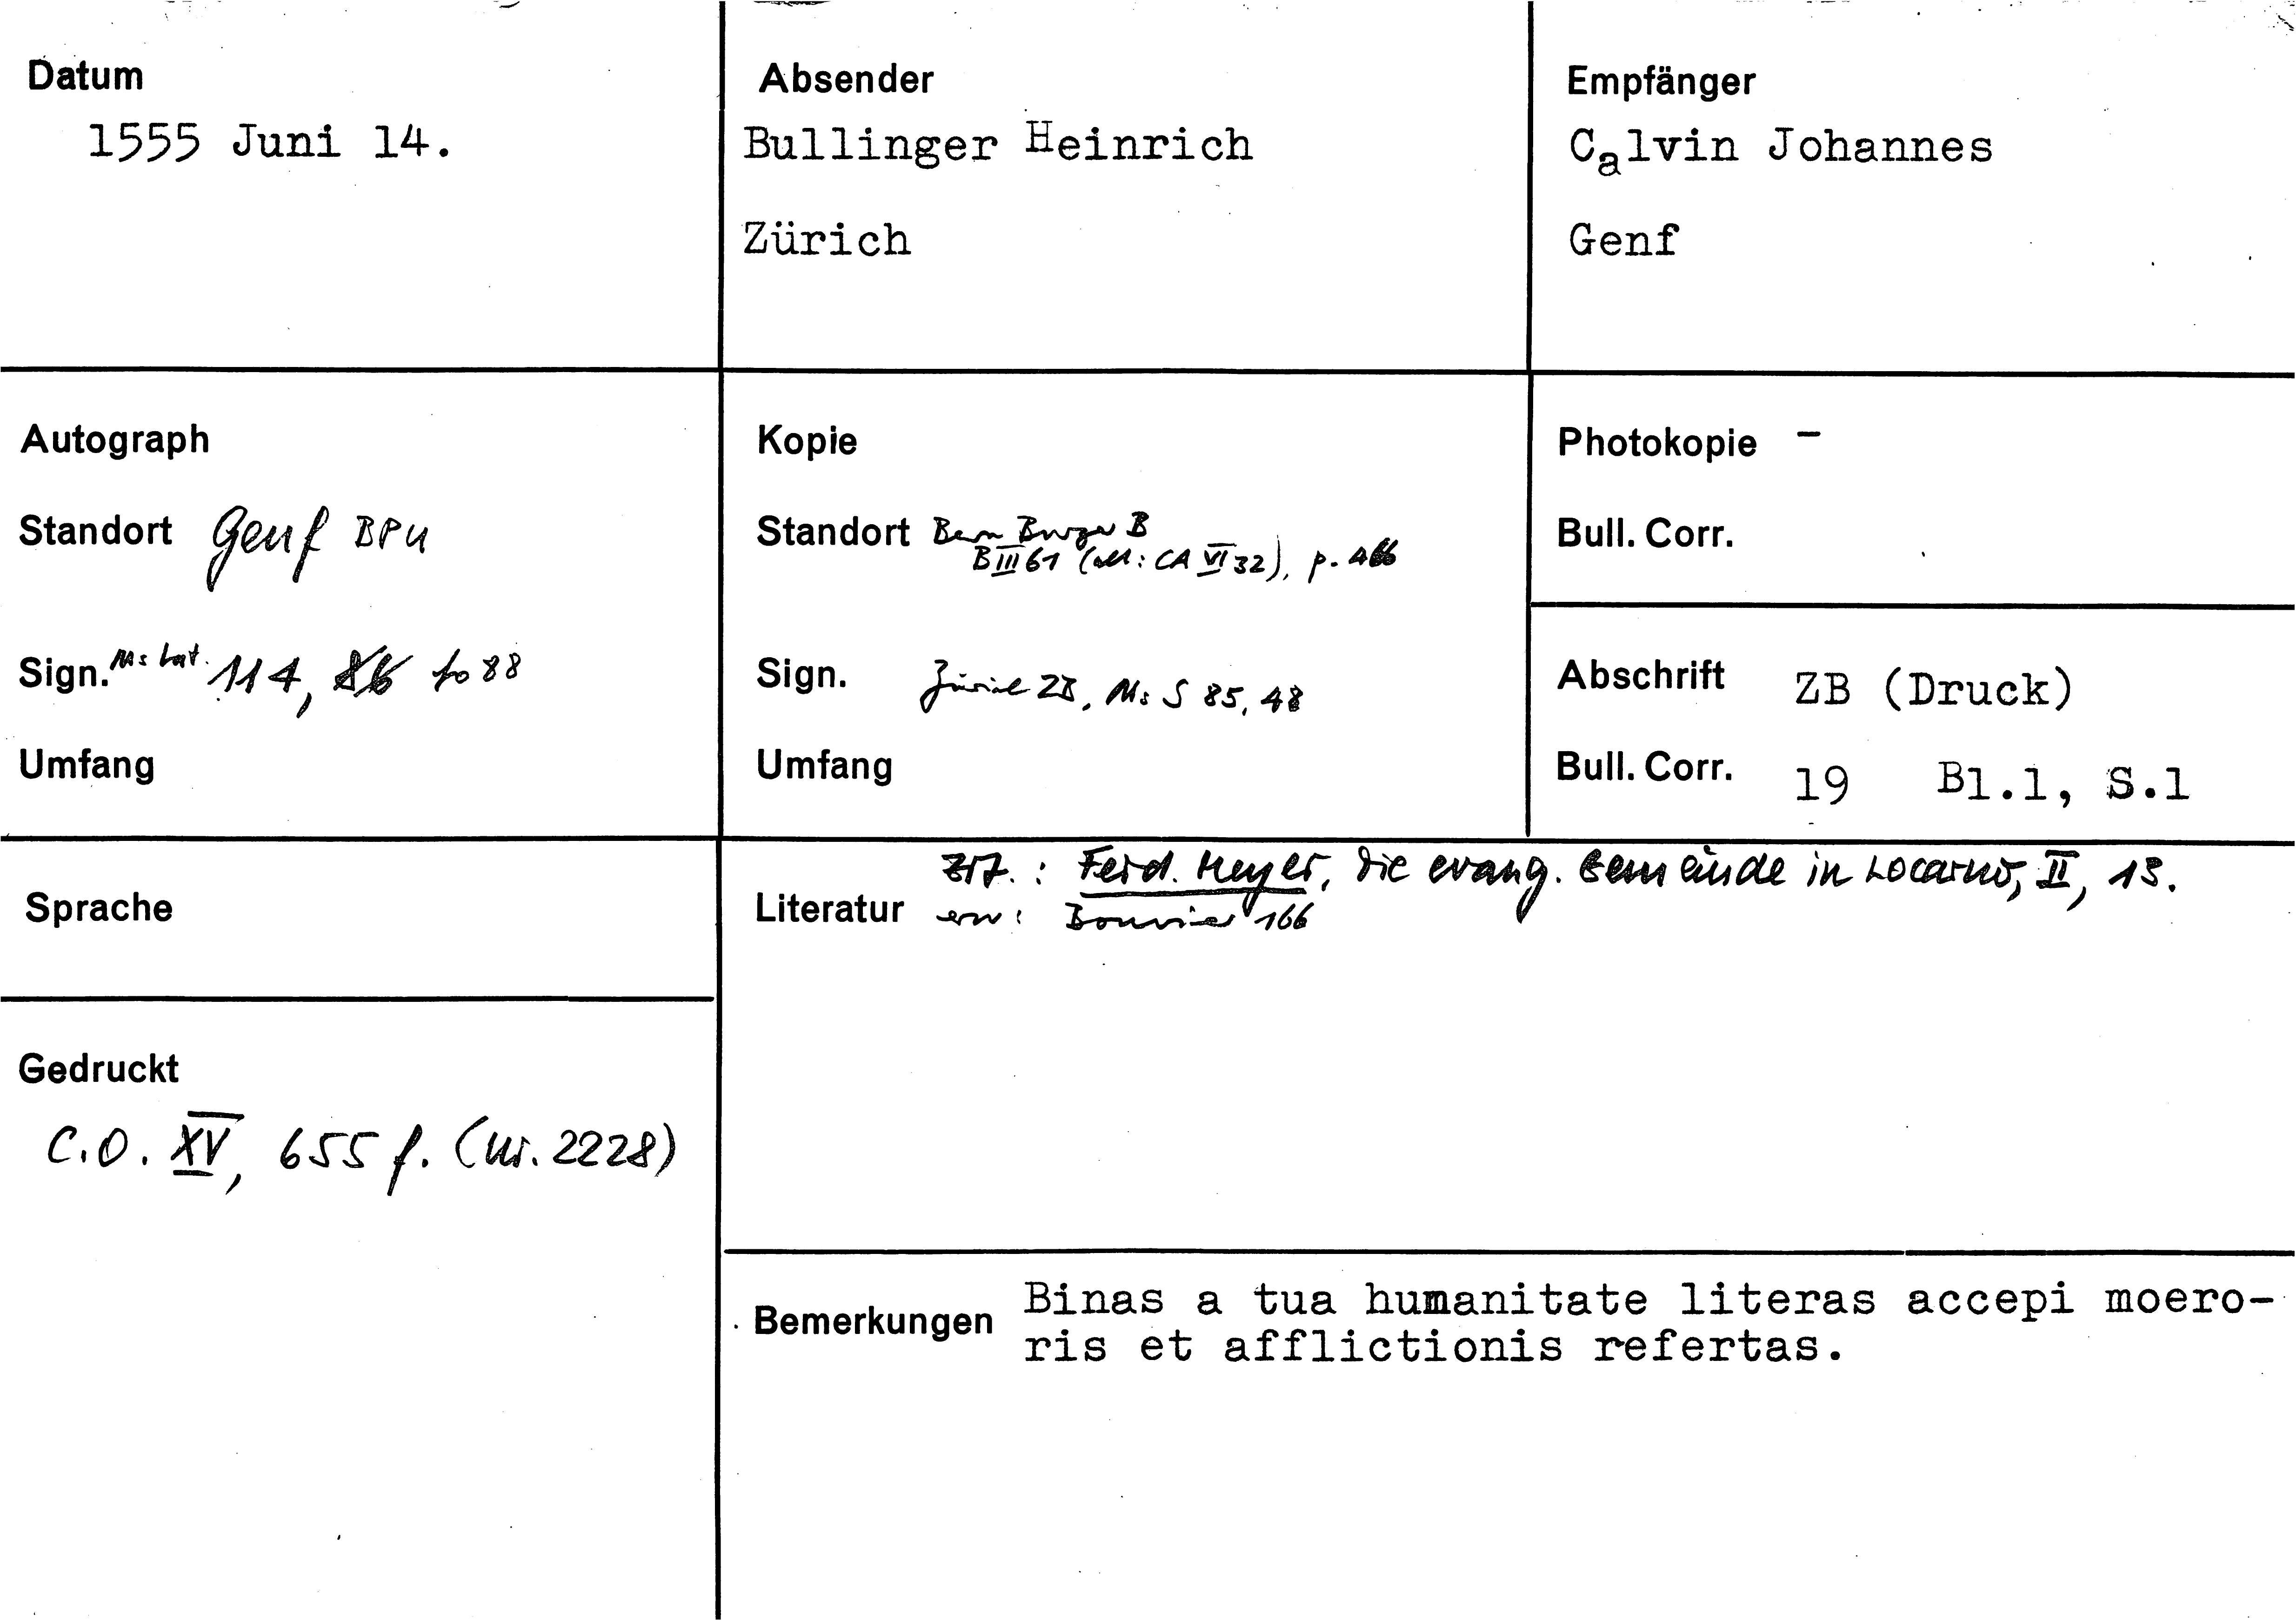 Datum
1555 Juni 14.
Absender
Bullinger Heinrich
Zürich
Empfänger
Calvin Johannes
Genf
Autograph
Standort Genf BPU
Sign. Ms lat. 114, 86 fo 88
Umfang
Kopie
Standort Bern Burger B
B III 61 (alt: CA VI 32), p.
Sign. Zürich ZB, Ms S 85, 48
Umfang
Photokopie -
Bull. Corr.
Abschrift ZB (Druck)
Bull. Corr. 19 Bl.1, S.1
Sprache
Gedruckt
C.O. XV, 655 f. (Nr. 2228)
Zit.: Ferd. Meyer, Die evang. Gemeinde in Locarno, II, 13.
Literatur erw: Bouvier 166
Bemerkungen Binas a tua humanitate literas accepi moero-
ris et afflictionis refertas.